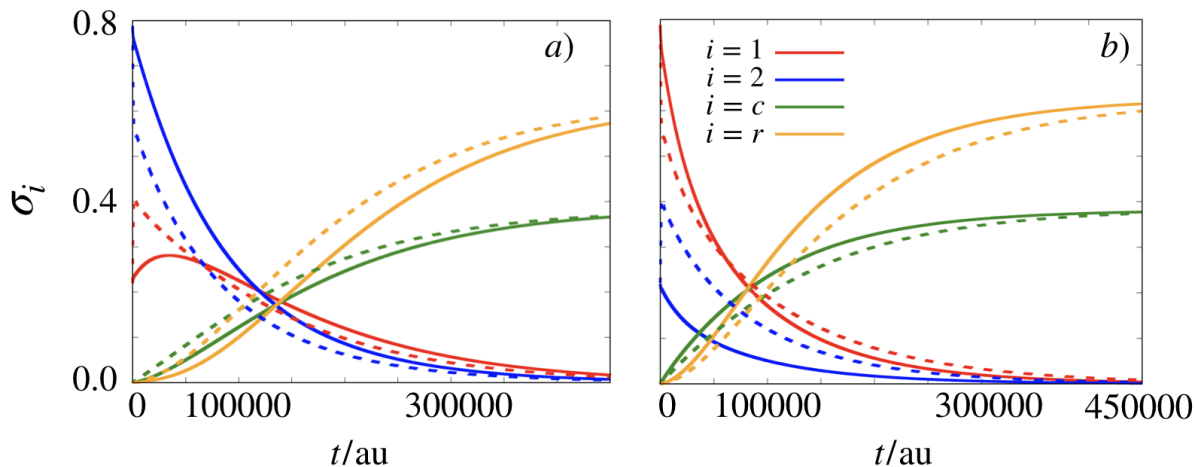 0.8
0.4
0.0
σᵢ
a)
0
100000
300000
t/au
b)
i = 1
i = 2
i = c
i = r
0
100000
300000
450000
t/au